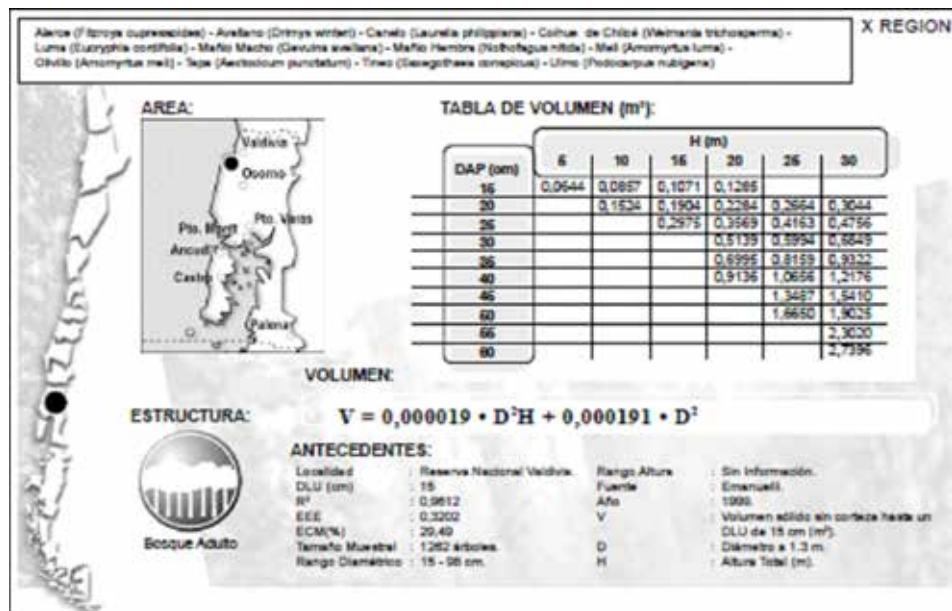 X REGION
Alerce (Fitzroya cupressoides) - Avellano (Drimys winteri) - Canelo (Laurelia philippiana) - Coihue de Chiloé (Weimania trichosperma) -
Luma (Eucryphia cordifolia) - Mañío Macho (Gevuina avellana) - Mañío Hembra (Nothofagus nitida) - Meli (Amomyrtus luma) -
Olivillo (Amomyrtus meli) - Tepa (Aextoxicum punctatum) - Tineo (Saxegothaea conspicua) - Ulmo (Podocarpus nubigena)
AREA:
Valdivia
Osorno
Pto. Varas
Pto. Montt
Ancud
Castro
Palena
TABLA DE VOLUMEN (m³):
H (m)
DAP (cm) 5 10 15 20 25 30
15 0,0644 0,0857 0,1071 0,1285
20 0,1524 0,1904 0,2284 0,2664 0,3044
25 0,2975 0,3569 0,4163 0,4756
30 0,5139 0,5994 0,6849
35 0,6995 0,8159 0,9322
40 0,9136 1,0656 1,2176
45 1,3487 1,5410
50 1,6650 1,9025
55 2,3020
60 2,7396
VOLUMEN:
V = 0,000019 • D²H + 0,000191 • D²
ESTRUCTURA:
Bosque Adulto
ANTECEDENTES:
Localidad : Reserva Nacional Valdivia. Rango Altura : Sin Información.
DLU (cm) : 15 Fuente : Emanuelli.
R² : 0,9612 Año : 1999.
EEE : 0,3202 V : Volumen sólido sin corteza hasta un
ECM(%) : 29,49 DLU de 15 cm (m³).
Tamaño Muestral : 1262 árboles. D : Diámetro a 1.3 m.
Rango Diamétrico : 15 - 98 cm. H : Altura Total (m).